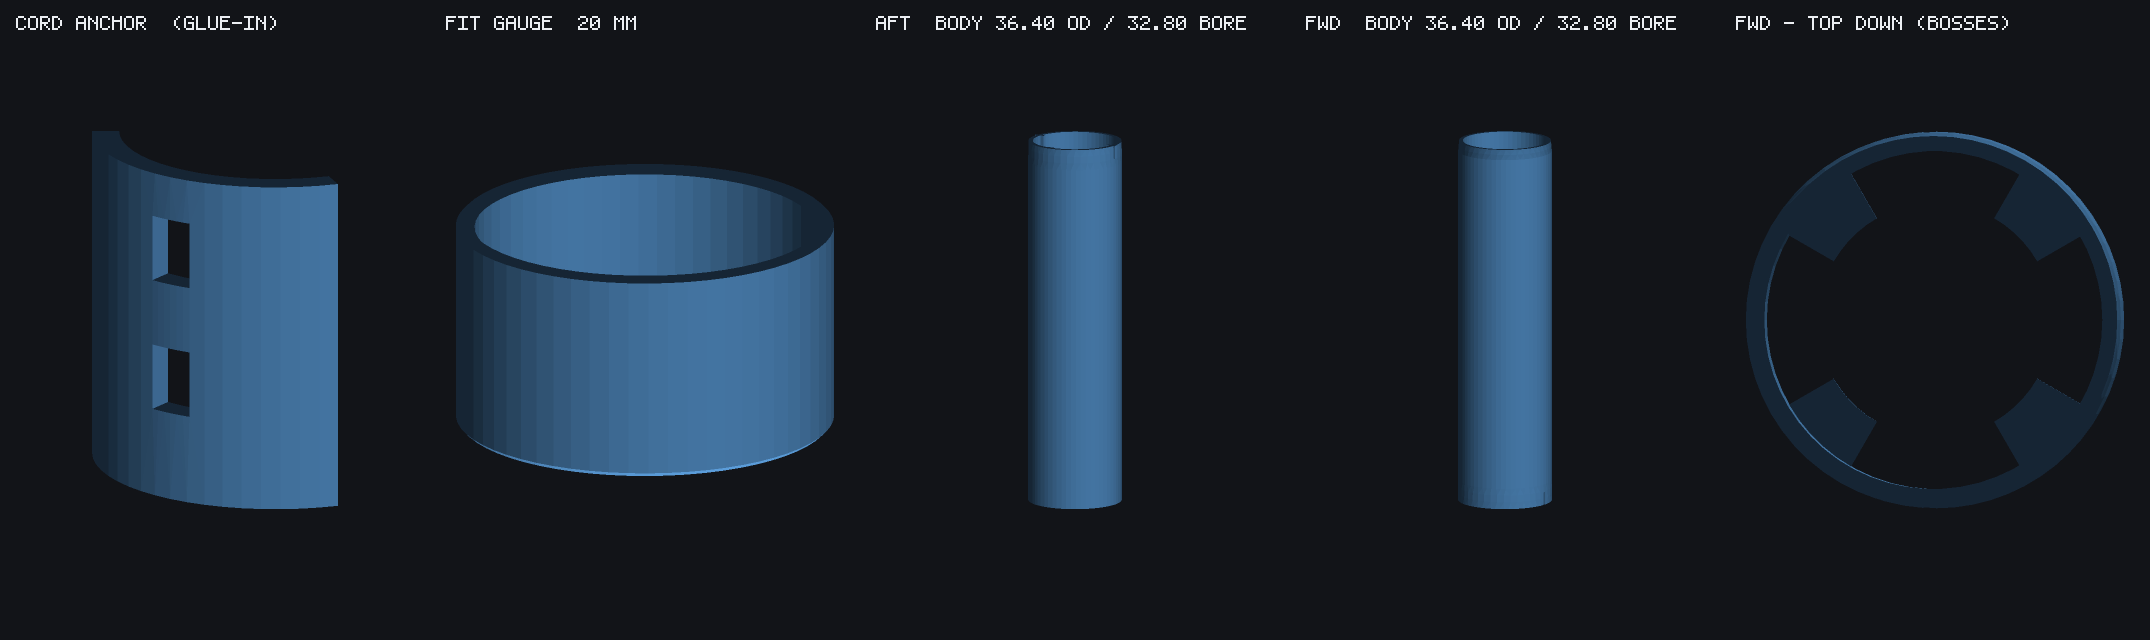 CORD ANCHOR (GLUE-IN)
FIT GAUGE 20 MM
AFT BODY 36.40 OD / 32.80 BORE
FWD BODY 36.40 OD / 32.80 BORE
FWD - TOP DOWN (BOSSES)